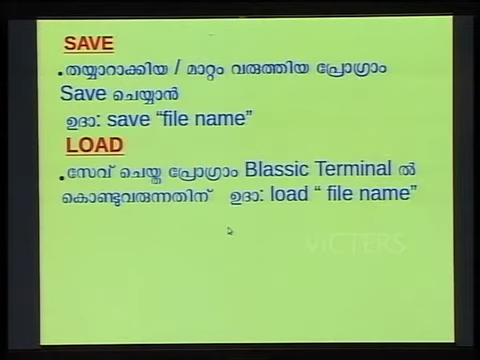 SAVE
• തയ്യാറാക്കിയ / മാറ്റം വരുത്തിയ പ്രോഗ്രാം
Save ചെയ്യാൻ
ഉദാ: save “file name”
LOAD
• സേവ് ചെയ്ത പ്രോഗ്രാം Blassic Terminal ൽ
കൊണ്ടുവരുന്നതിന് ഉദാ: load “ file name”
ViCTERS